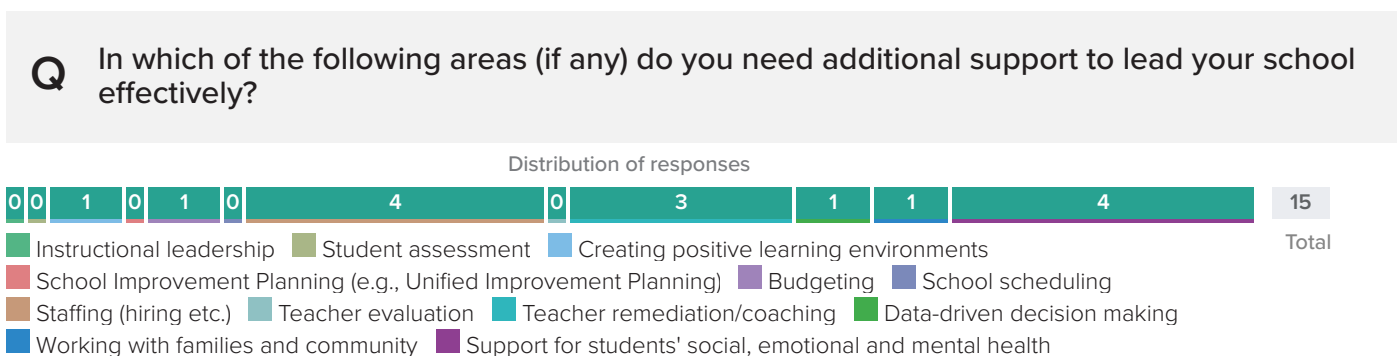 Q In which of the following areas (if any) do you need additional support to lead your school
effectively?
Distribution of responses
0 0 1 0 1 0 4 0 3 1 1 4 15
Total
Instructional leadership Student assessment Creating positive learning environments
School Improvement Planning (e.g., Unified Improvement Planning) Budgeting School scheduling
Staffing (hiring etc.) Teacher evaluation Teacher remediation/coaching Data-driven decision making
Working with families and community Support for students' social, emotional and mental health